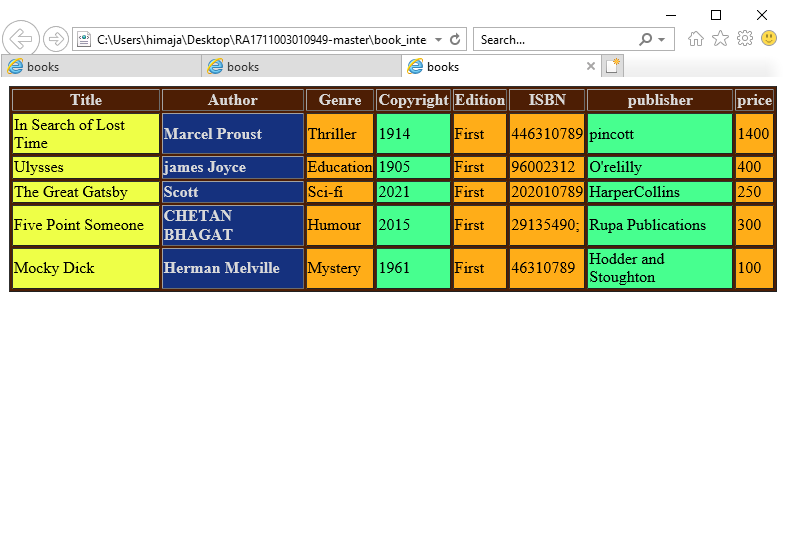 C:\Users\himaja\Desktop\RA1711003010949-master\book_inte
Search...
books
books
books
Title Author Genre Copyright Edition ISBN publisher price
In Search of Lost
Time
Marcel Proust Thriller 1914 First 446310789 pincott 1400
Ulysses james Joyce Education 1905 First 96002312 O'relilly 400
The Great Gatsby Scott Sci-fi 2021 First 202010789 HarperCollins 250
Five Point Someone
CHETAN
BHAGAT
Humour 2015 First 29135490; Rupa Publications 300
Mocky Dick Herman Melville Mystery 1961 First 46310789
Hodder and
Stoughton
100